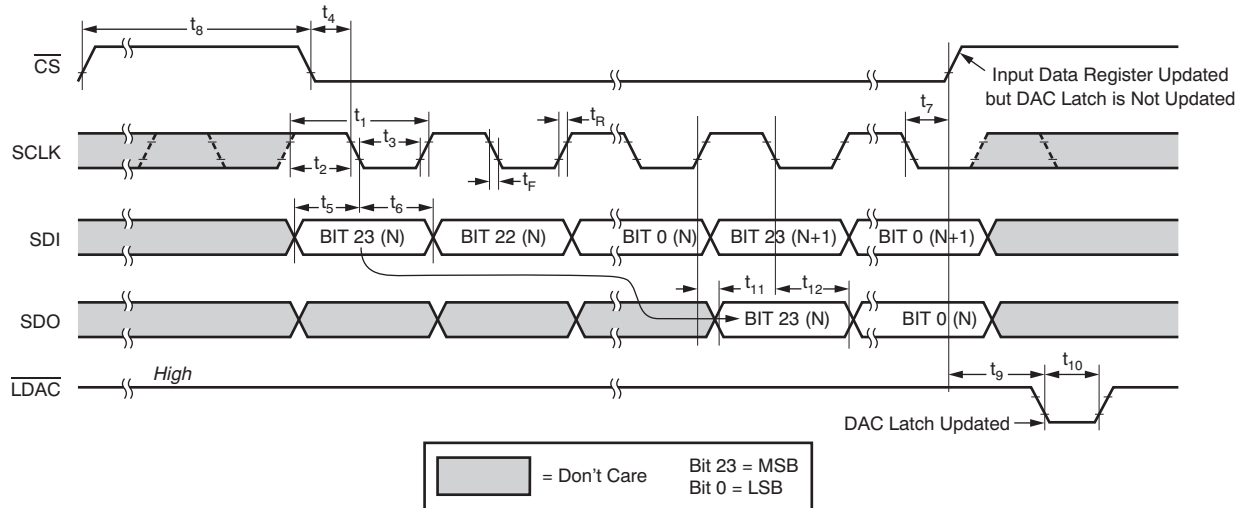 t8
t4
CS
Input Data Register Updated
but DAC Latch is Not Updated
t1
t7
tR
t3
SCLK
t2
tF
t5
t6
SDI
BIT 23 (N)
BIT 22 (N)
BIT 0 (N)
BIT 23 (N+1)
BIT 0 (N+1)
t11
t12
SDO
BIT 23 (N)
BIT 0 (N)
High
LDAC
t9
t10
DAC Latch Updated
= Don't Care
Bit 23 = MSB
Bit 0 = LSB